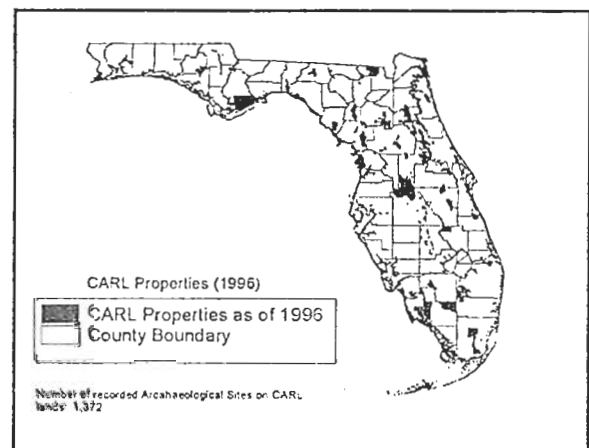 CARL Properties (1996)
CARL Properties as of 1996
County Boundary
Number of recorded Arcahaeological Sites on CARL
lands: 1,372